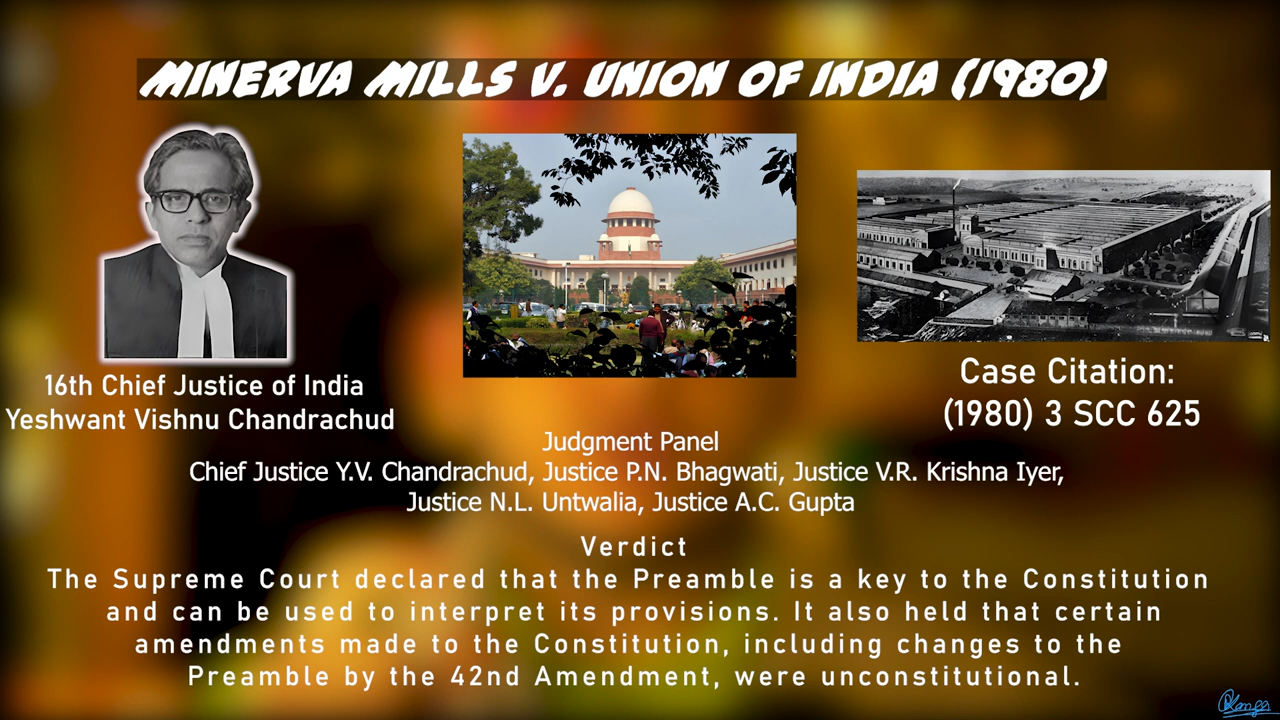 MINERVA MILLS V. UNION OF INDIA (1980)
16th Chief Justice of India
Yeshwant Vishnu Chandrachud
Case Citation:
(1980) 3 SCC 625
Judgment Panel
Chief Justice Y.V. Chandrachud, Justice P.N. Bhagwati, Justice V.R. Krishna Iyer,
Justice N.L. Untwalia, Justice A.C. Gupta
Verdict
The Supreme Court declared that the Preamble is a key to the Constitution
and can be used to interpret its provisions. It also held that certain
amendments made to the Constitution, including changes to the
Preamble by the 42nd Amendment, were unconstitutional.